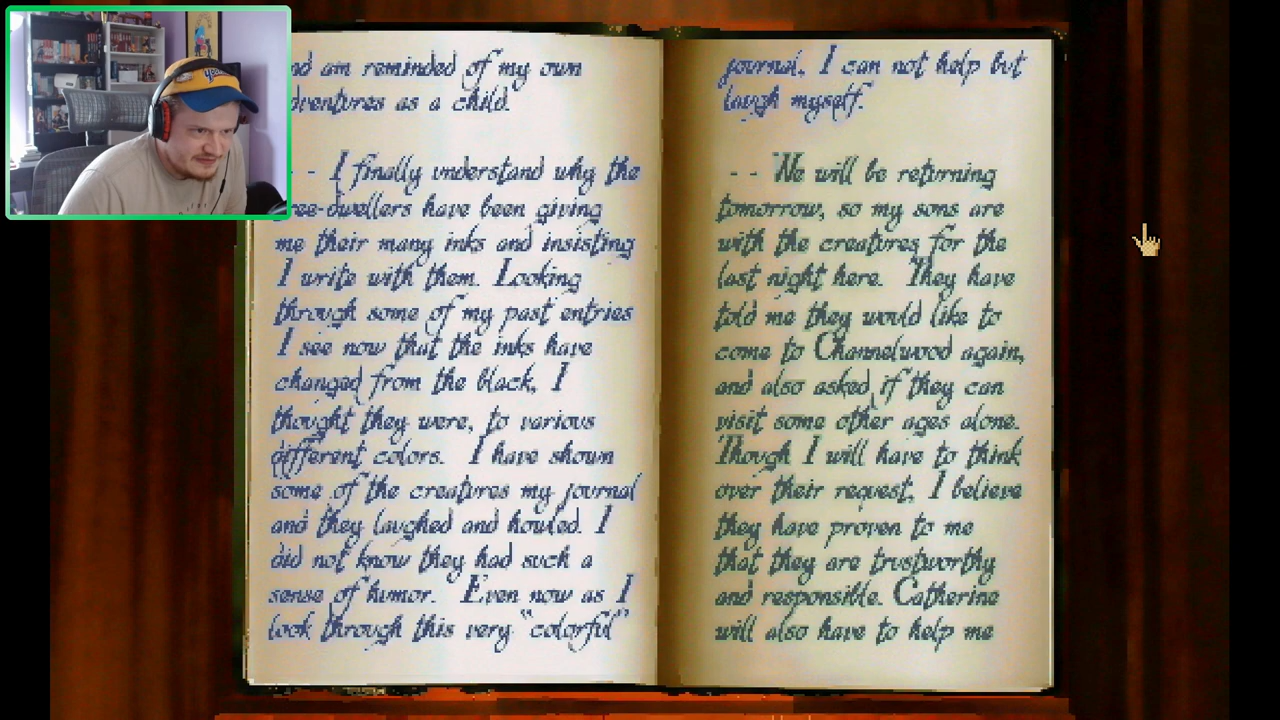 nd am reminded of my own
dventures as a child.
- - I finally understand why the
ree-dwellers have been giving
me their many inks and insisting
I write with them. Looking
through some of my past entries
I see now that the inks have
changed from the black, I
thought they were, to various
different colors. I have shown
some of the creatures my journal
and they laughed and howled. I
did not know they had such a
sense of humor. Even now as I
look through this very "colorful"
journal, I can not help but
laugh myself.
- - We will be returning
tomorrow, so my sons are
with the creatures for the
last night here. They have
told me they would like to
come to Channelwood again,
and also asked if they can
visit some other ages alone.
Though I will have to think
over their request, I believe
they have proven to me
that they are trustworthy
and responsible. Catherine
will also have to help me